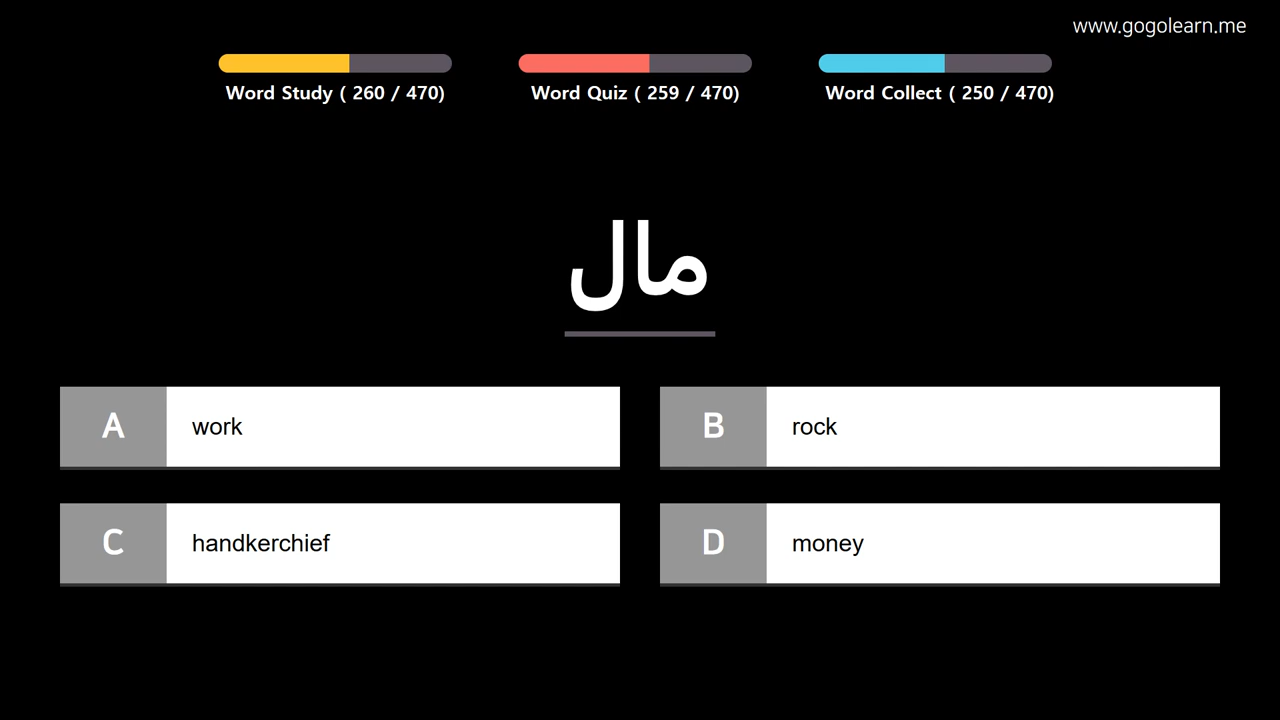 www.gogolearn.me
Word Study ( 260 / 470)
Word Quiz ( 259 / 470)
Word Collect ( 250 / 470)
مال
A work
B rock
C handkerchief
D money